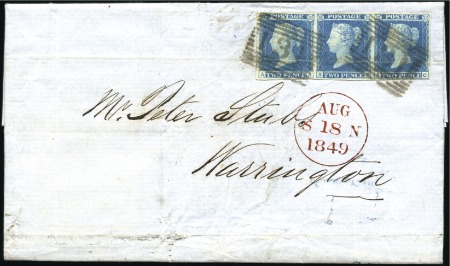 POSTAGE POSTAGE POSTAGE
TWO PENCE TWO PENCE TWO PENCE
Mr. Peter Stubs
AUG
S 18 N
1849
Warrington